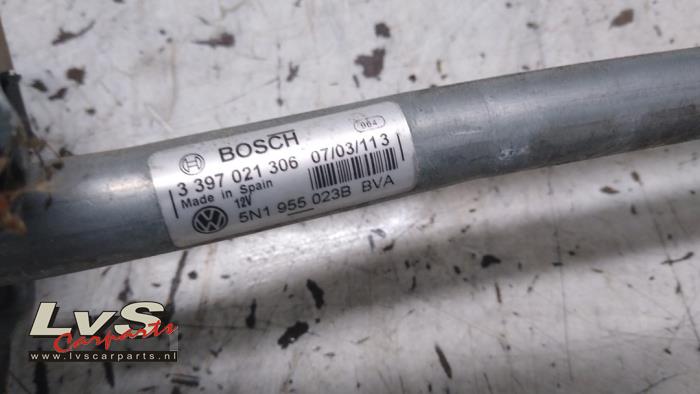 BOSCH
004
3 397 021 306 07/03/113
Made in Spain
12V
5N1 955 023B BVA
LvS
Carparts
www.lvscarparts.nl